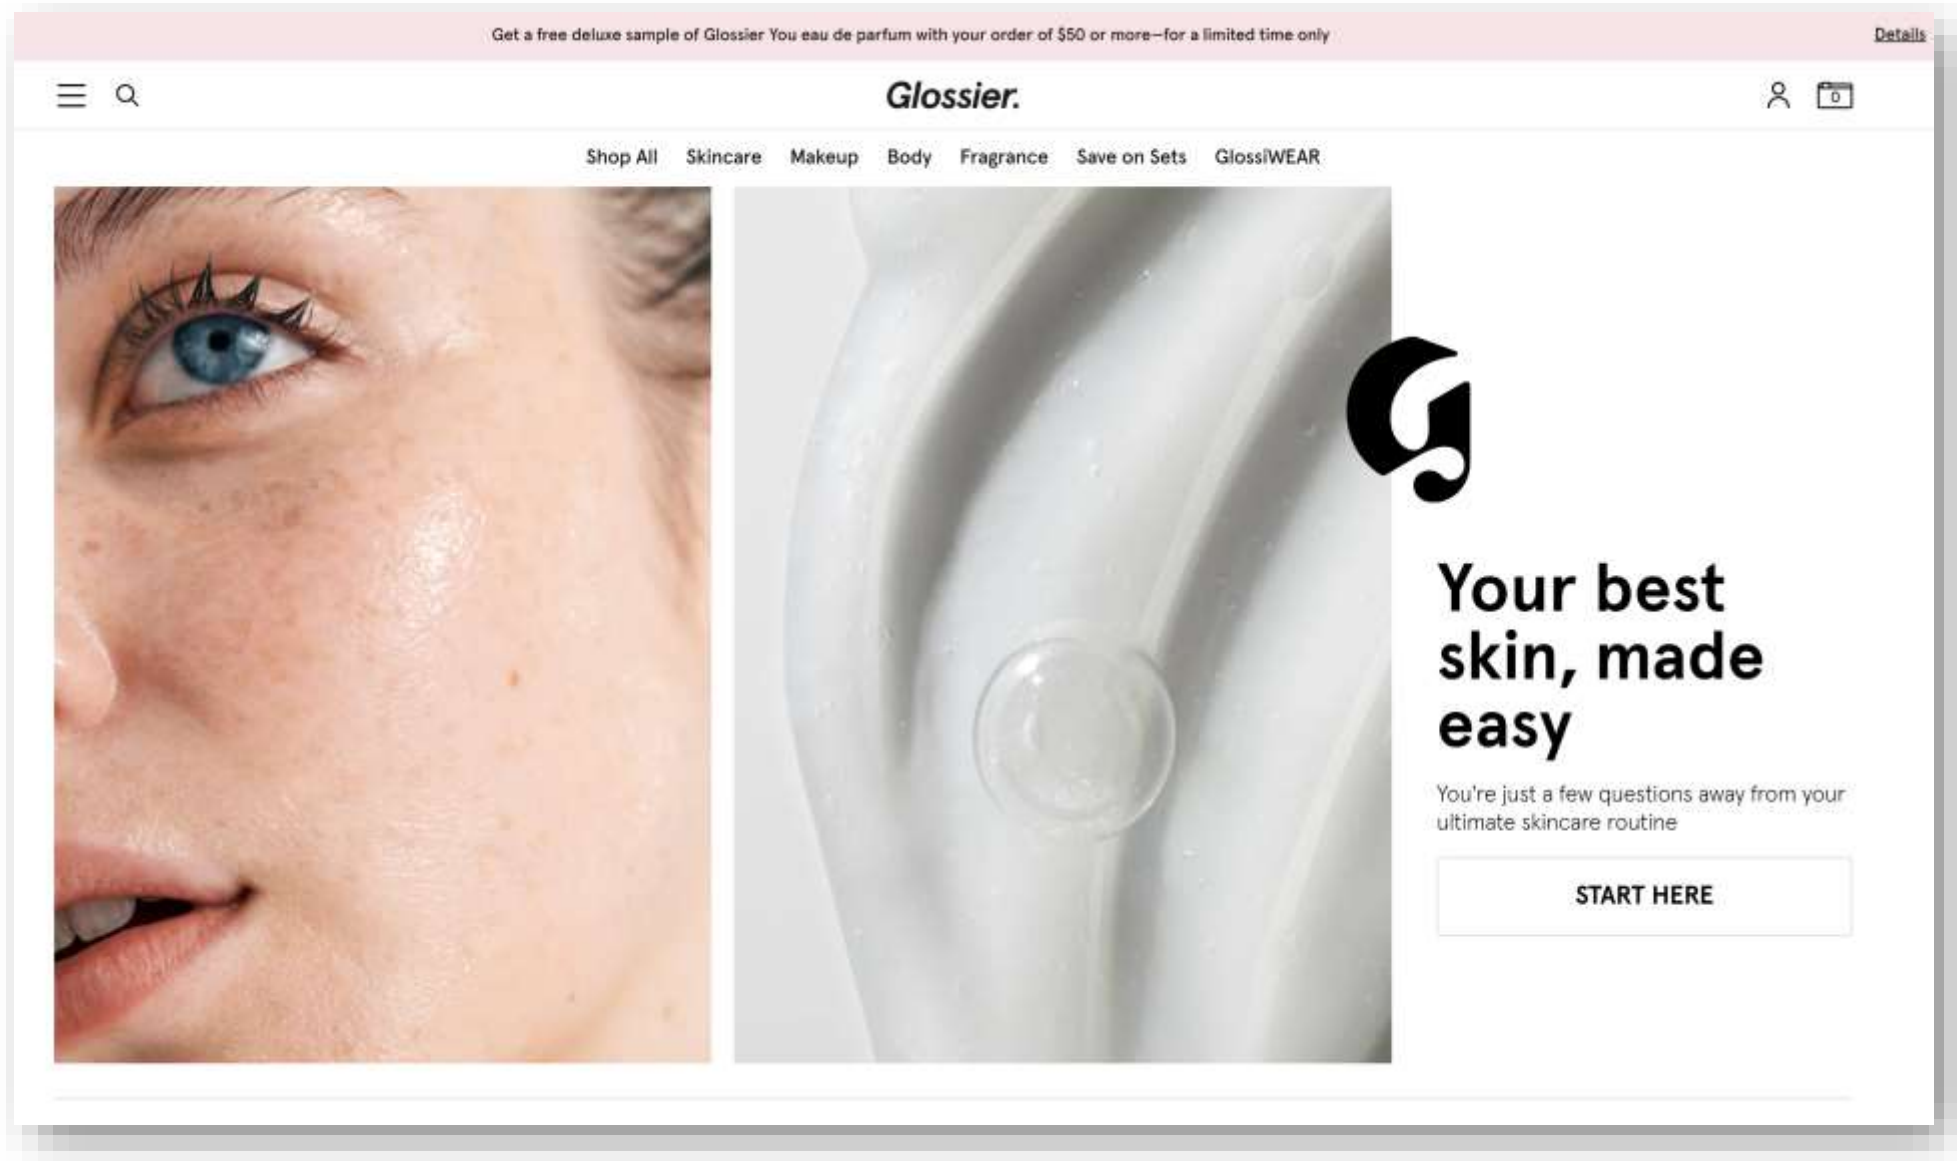 Get a free deluxe sample of Glossier You eau de parfum with your order of $50 or more—for a limited time only
Details
Glossier.
0
Shop All
Skincare
Makeup
Body
Fragrance
Save on Sets
GlossiWEAR
G
Your best
skin, made
easy
You're just a few questions away from your
ultimate skincare routine
START HERE